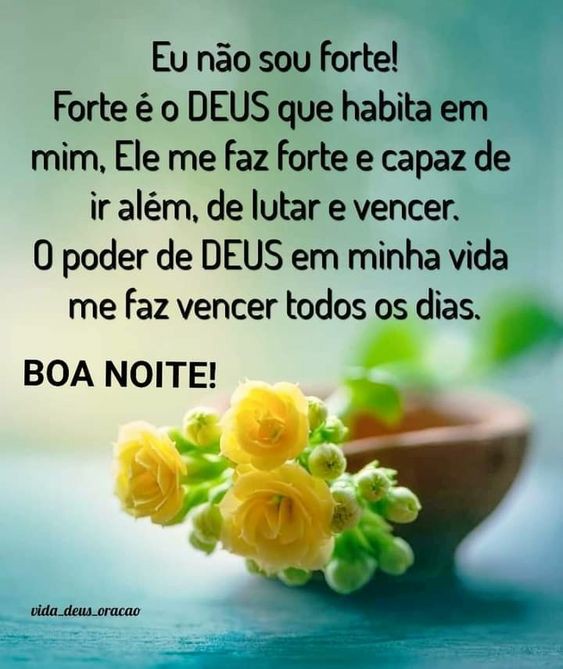 Eu não sou forte!
Forte é o DEUS que habita em
mim, Ele me faz forte e capaz de
ir além, de lutar e vencer.
O poder de DEUS em minha vida
me faz vencer todos os dias.
BOA NOITE!
vida_deus_oracao